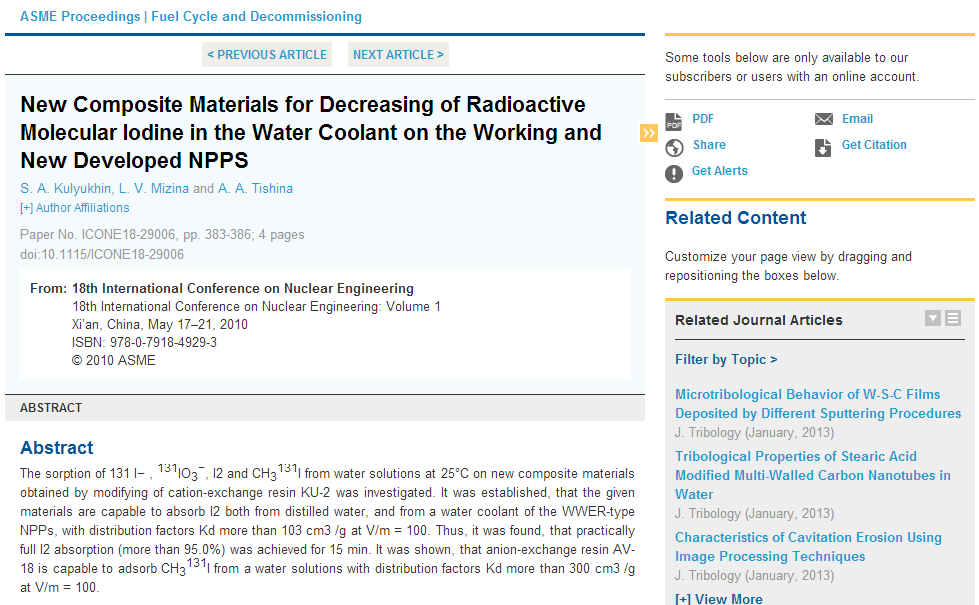 ASME Proceedings | Fuel Cycle and Decommissioning
< PREVIOUS ARTICLE
NEXT ARTICLE >
New Composite Materials for Decreasing of Radioactive
Molecular Iodine in the Water Coolant on the Working and
New Developed NPPS
S. A. Kulyukhin, L. V. Mizina and A. A. Tishina
[+] Author Affiliations
Paper No. ICONE18-29006, pp. 383-386; 4 pages
doi:10.1115/ICONE18-29006
From: 18th International Conference on Nuclear Engineering
18th International Conference on Nuclear Engineering: Volume 1
Xi'an, China, May 17–21, 2010
ISBN: 978-0-7918-4929-3
© 2010 ASME
ABSTRACT
Abstract
The sorption of 131 I− , ¹³¹IO₃⁻, I2 and CH₃¹³¹I from water solutions at 25°C on new composite materials
obtained by modifying of cation-exchange resin KU-2 was investigated. It was established, that the given
materials are capable to absorb I2 both from distilled water, and from a water coolant of the WWER-type
NPPs, with distribution factors Kd more than 103 cm3 /g at V/m = 100. Thus, it was found, that practically
full I2 absorption (more than 95.0%) was achieved for 15 min. It was shown, that anion-exchange resin AV-
18 is capable to adsorb CH₃¹³¹I from a water solutions with distribution factors Kd more than 300 cm3 /g
at V/m = 100.
Some tools below are only available to our
subscribers or users with an online account.
PDF
Email
Share
Get Citation
Get Alerts
Related Content
Customize your page view by dragging and
repositioning the boxes below.
Related Journal Articles
Filter by Topic >
Microtribological Behavior of W-S-C Films
Deposited by Different Sputtering Procedures
J. Tribology (January, 2013)
Tribological Properties of Stearic Acid
Modified Multi-Walled Carbon Nanotubes in
Water
J. Tribology (January, 2013)
Characteristics of Cavitation Erosion Using
Image Processing Techniques
J. Tribology (January, 2013)
[+] View More